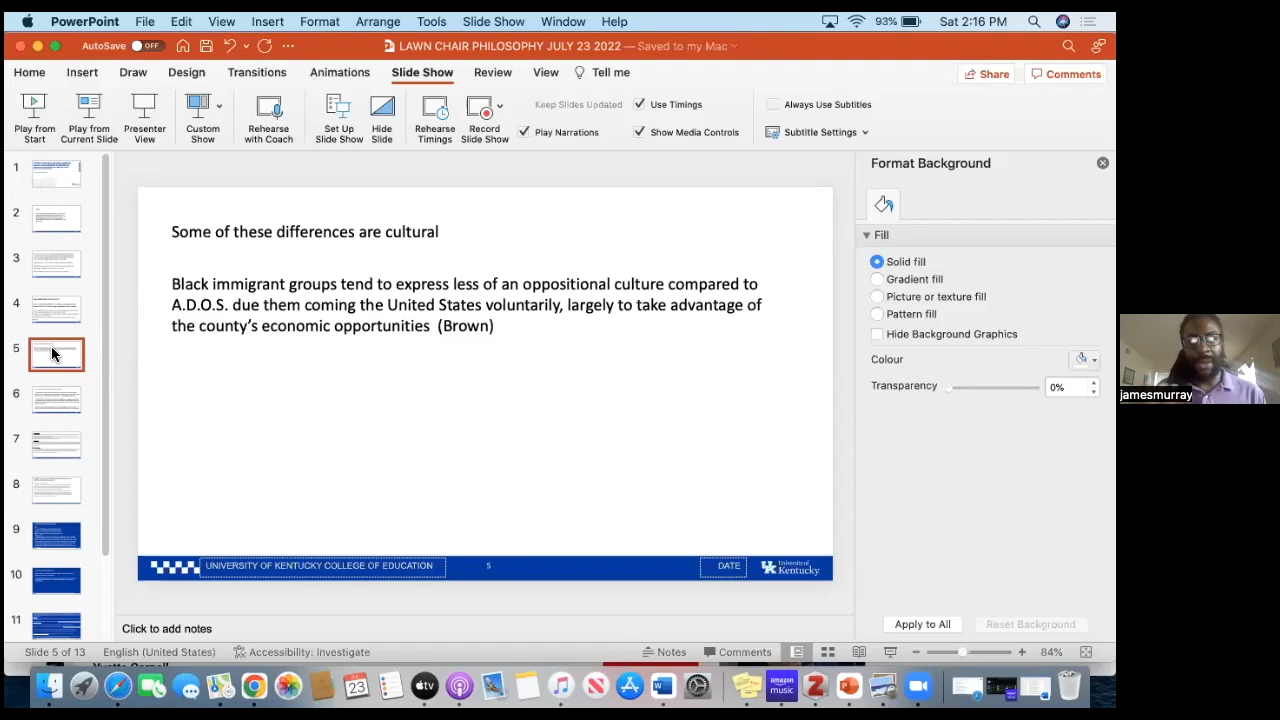 PowerPoint File Edit View Insert Format Arrange Tools Slide Show Window Help 93% Sat 2:16 PM
AutoSave OFF LAWN CHAIR PHILOSOPHY JULY 23 2022 — Saved to my Mac
Home Insert Draw Design Transitions Animations Slide Show Review View Tell me Share Comments
Play from Start
Play from Current Slide
Presenter View
Custom Show
Rehearse with Coach
Set Up Slide Show
Hide Slide
Rehearse Timings
Record Slide Show
Keep Slides Updated
Play Narrations
Use Timings
Show Media Controls
Always Use Subtitles
Subtitle Settings
1
2
3
4
5
6
7
8
9
10
11
Some of these differences are cultural
Black immigrant groups tend to express less of an oppositional culture compared to
A.D.O.S. due them coming the United States voluntarily, largely to take advantage of
the county's economic opportunities (Brown)
UNIVERSITY OF KENTUCKY COLLEGE OF EDUCATION 5 DATE University of Kentucky.
Click to add notes
Format Background
Fill
Solid fill
Gradient fill
Picture or texture fill
Pattern fill
Hide Background Graphics
Colour
Transparency 0%
Apply to All Reset Background
jamesmurray
Slide 5 of 13 English (United States) Accessibility: Investigate Notes Comments 84%
23
tv
amazon music